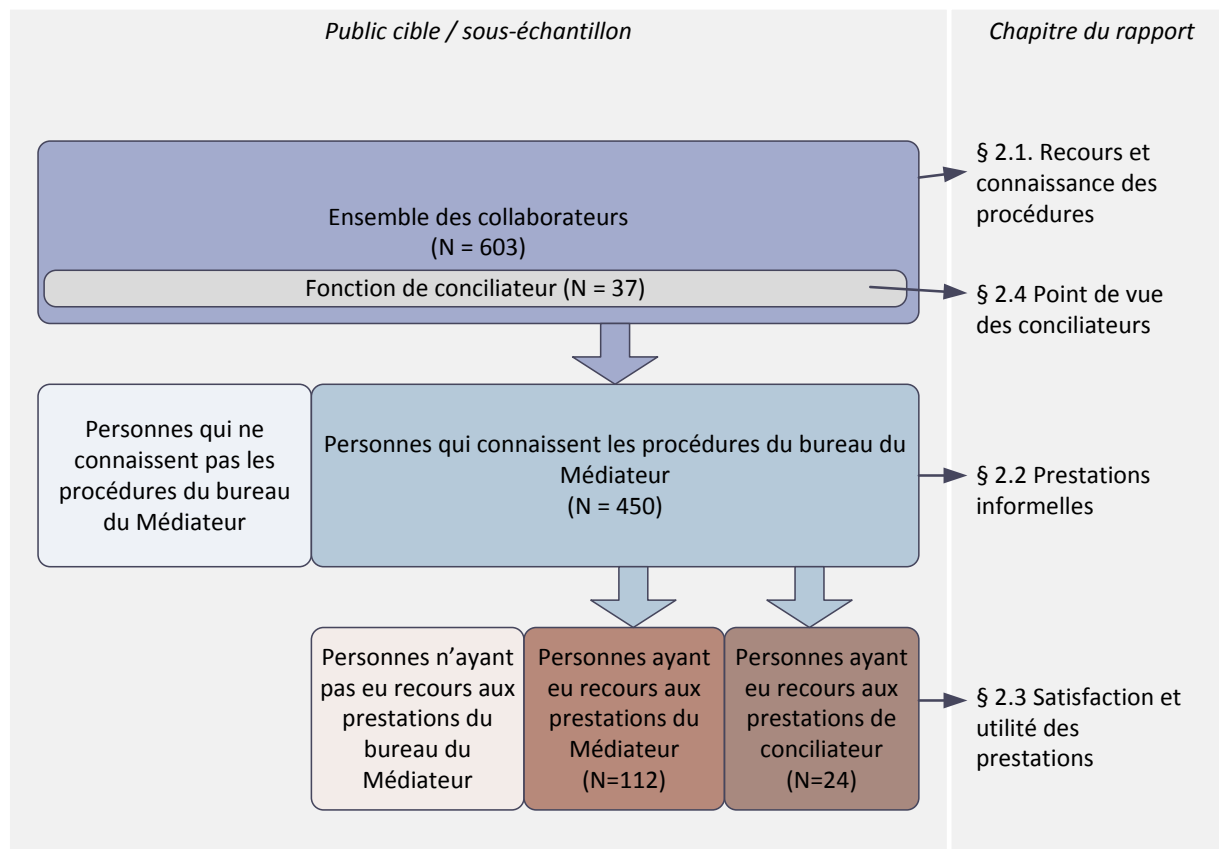 Public cible / sous-échantillon
Chapitre du rapport
Ensemble des collaborateurs
(N = 603)
Fonction de conciliateur (N = 37)
§ 2.1. Recours et
connaissance des
procédures
§ 2.4 Point de vue
des conciliateurs
Personnes qui ne
connaissent pas les
procédures du bureau
du Médiateur
Personnes qui connaissent les procédures du bureau du
Médiateur
(N = 450)
§ 2.2 Prestations
informelles
Personnes n’ayant
pas eu recours aux
prestations du
bureau du
Médiateur
Personnes ayant
eu recours aux
prestations du
Médiateur
(N=112)
Personnes ayant
eu recours aux
prestations de
conciliateur
(N=24)
§ 2.3 Satisfaction et
utilité des
prestations